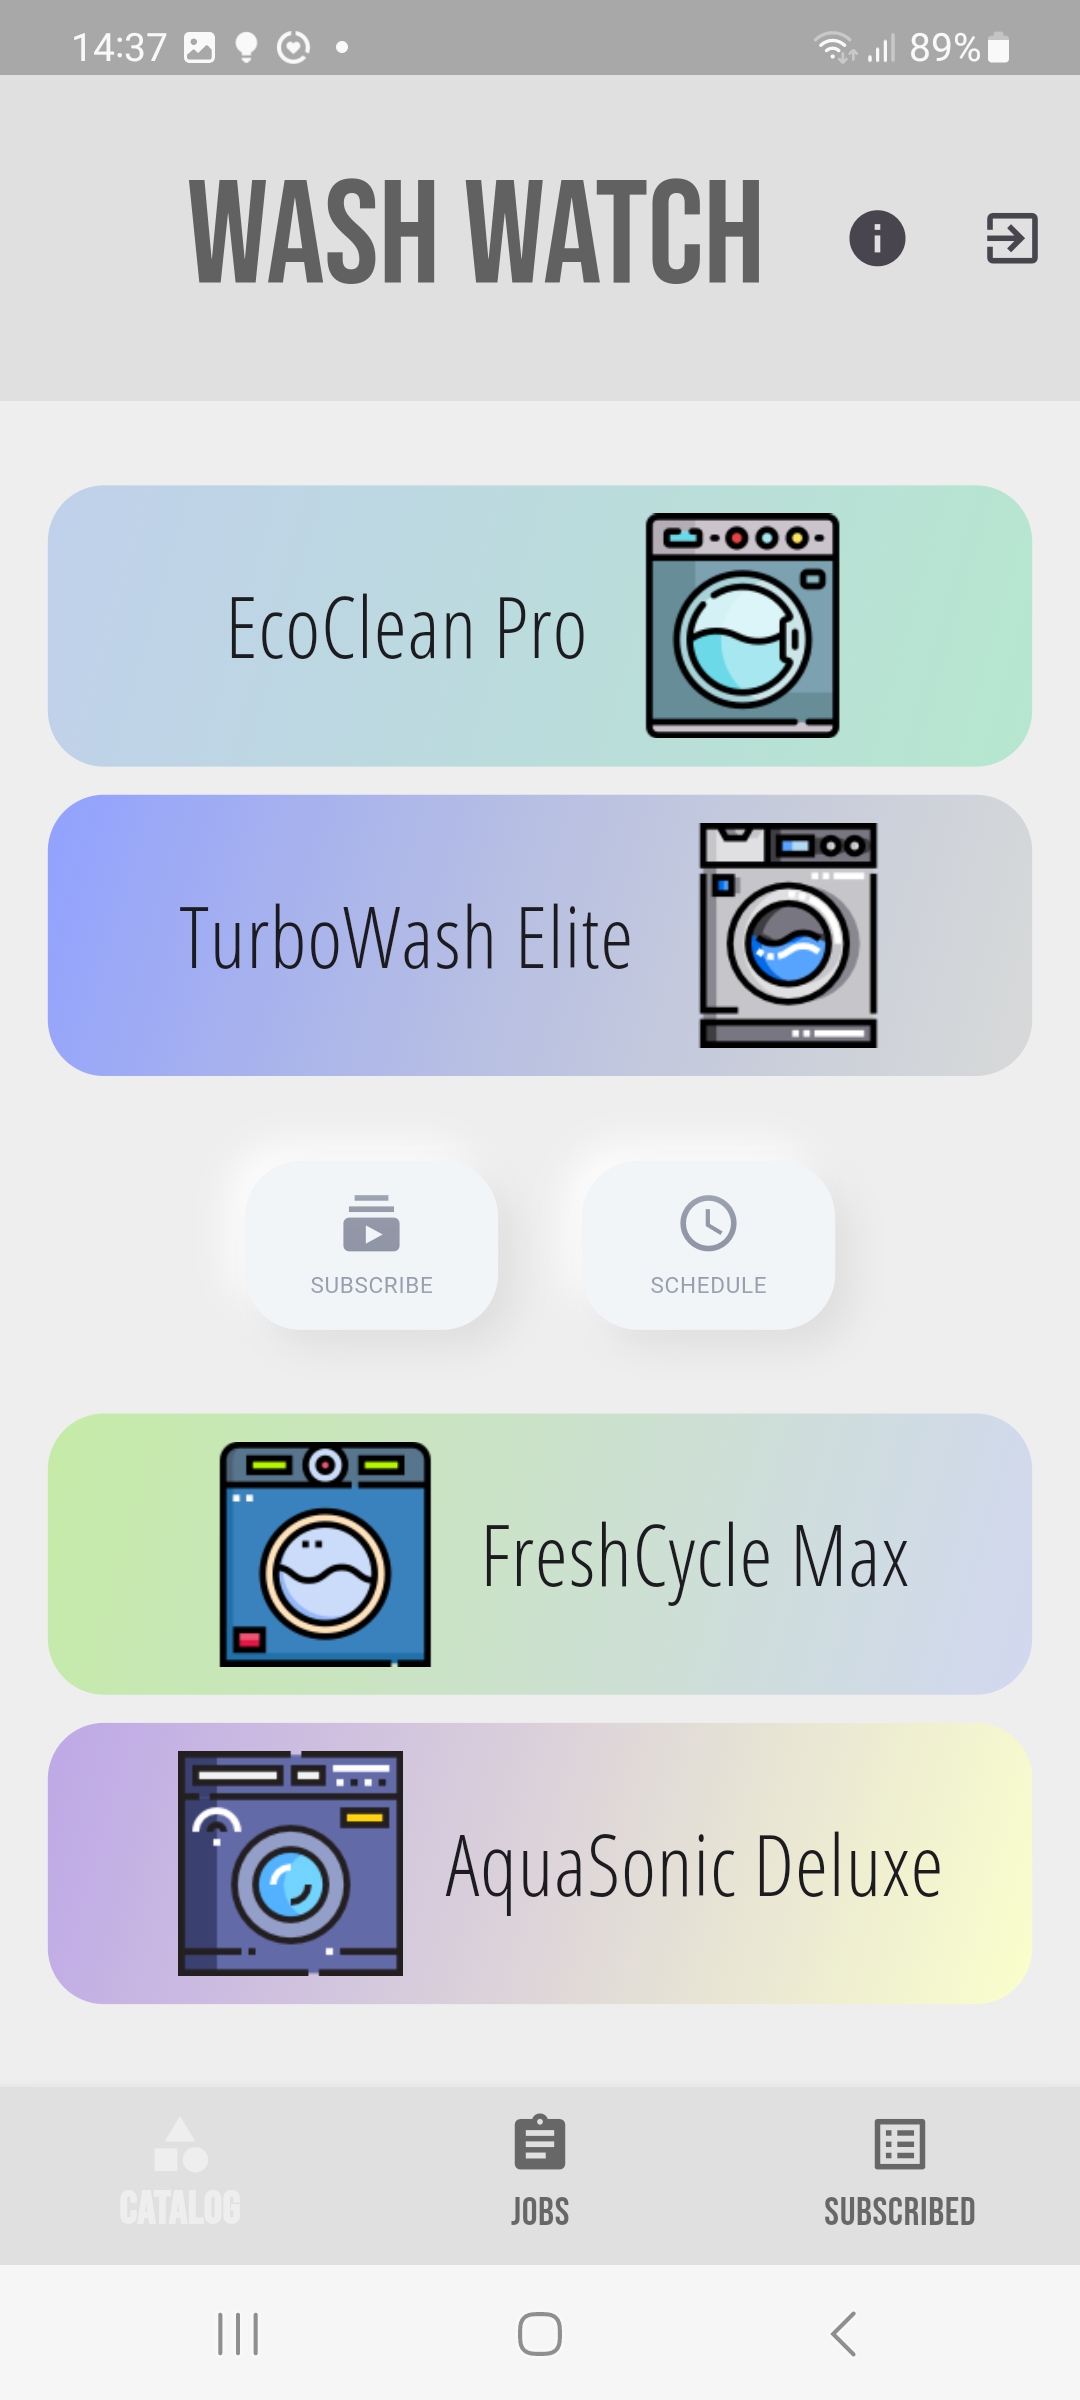 14:37
89%
WASH WATCH
EcoClean Pro
TurboWash Elite
SUBSCRIBE
SCHEDULE
FreshCycle Max
AquaSonic Deluxe
CATALOG
JOBS
SUBSCRIBED